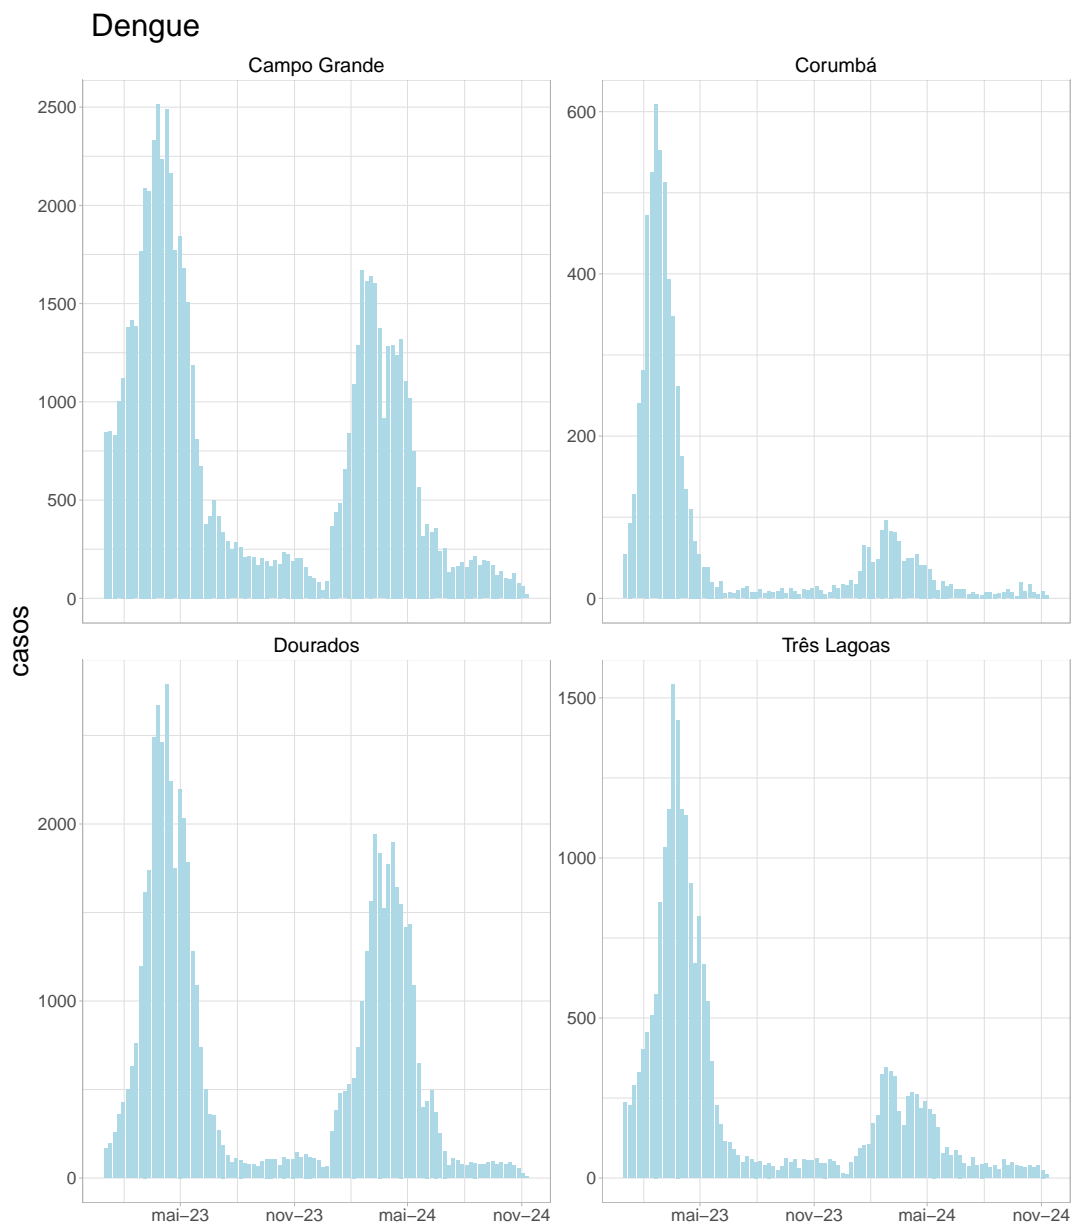 Dengue
Campo Grande
Corumbá
2500
2000
1500
1000
500
0
600
400
200
0
casos
Dourados
Três Lagoas
2000
1000
0
1500
1000
500
0
mai–23
nov–23
mai–24
nov–24
mai–23
nov–23
mai–24
nov–24